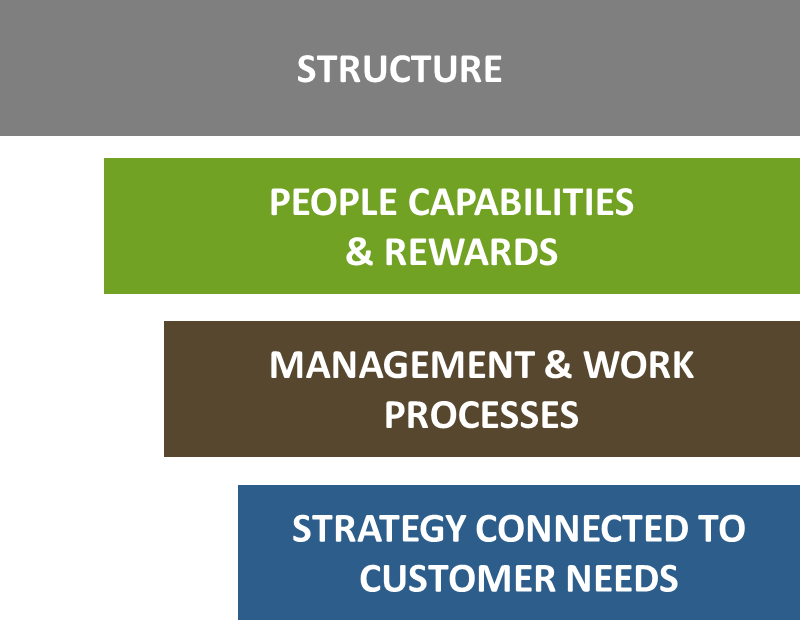 STRUCTURE
PEOPLE CAPABILITIES
& REWARDS
MANAGEMENT & WORK
PROCESSES
STRATEGY CONNECTED TO
CUSTOMER NEEDS